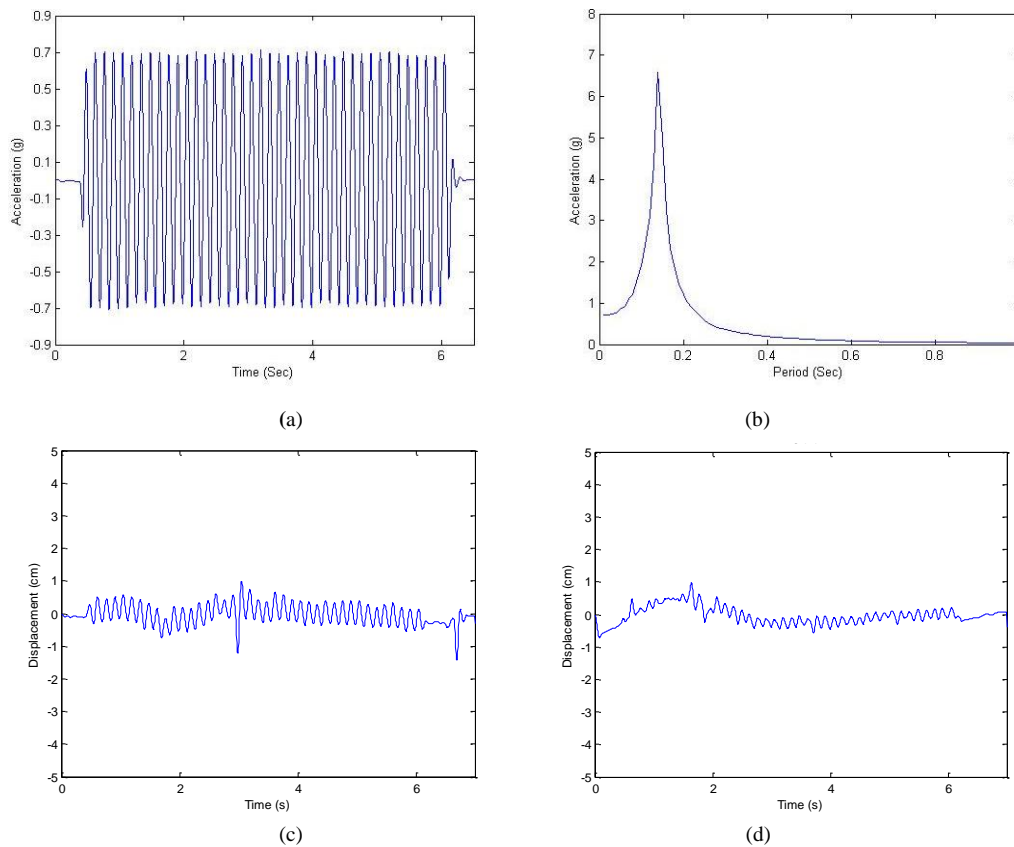 0.9
0.7
0.5
0.3
0.1
-0.1
-0.3
-0.5
-0.7
-0.9
0 2 4 6
Acceleration (g)
Time (Sec)
(a)
8
7
6
5
4
3
2
1
0
0 0.2 0.4 0.6 0.8
Acceleration (g)
Period (Sec)
(b)
5
4
3
2
1
0
-1
-2
-3
-4
-5
0 2 4 6
Displacement (cm)
Time (s)
(c)
5
4
3
2
1
0
-1
-2
-3
-4
-5
0 2 4 6
Displacement (cm)
Time (s)
(d)